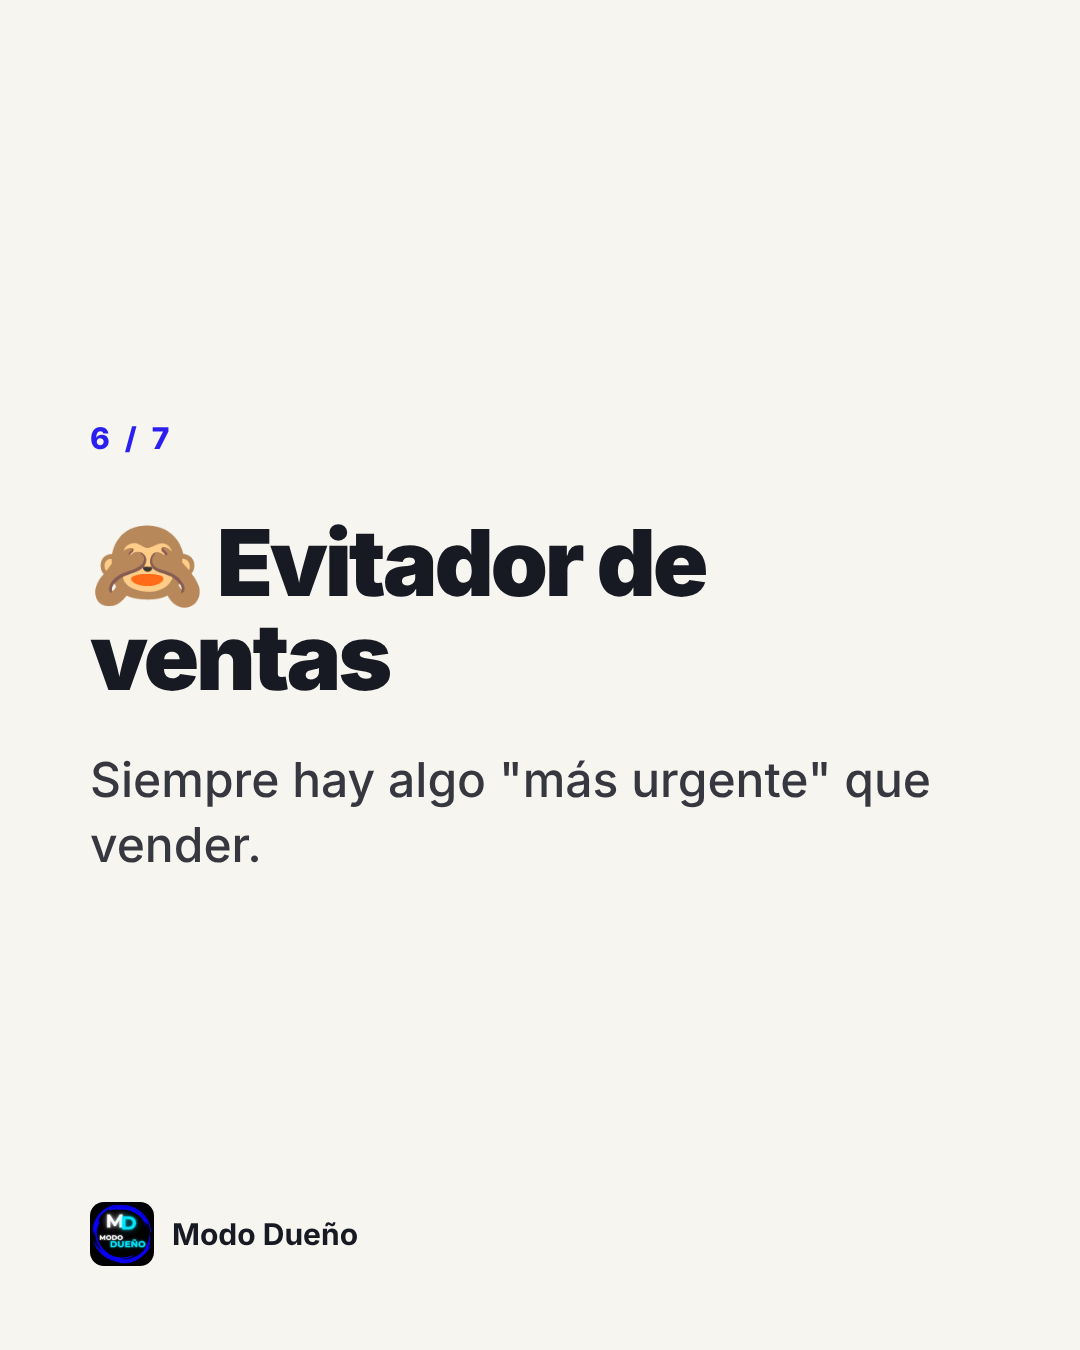 6 / 7
🙈 Evitador de
ventas
Siempre hay algo "más urgente" que
vender.
MD
MODO
DUEÑO
Modo Dueño